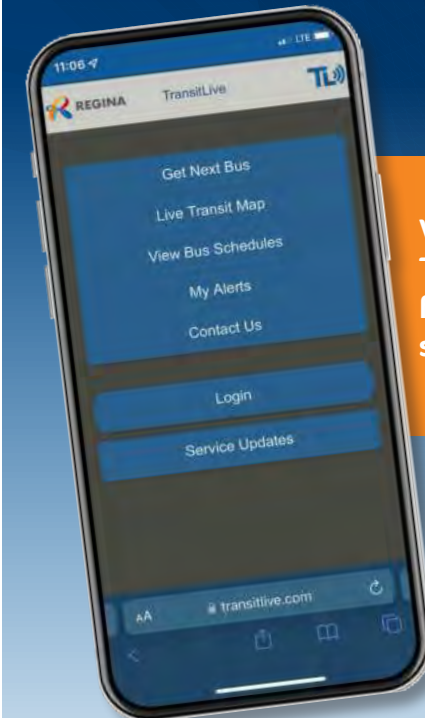 11:06
LTE
REGINA
TransitLive
TL
Get Next Bus
Live Transit Map
View Bus Schedules
My Alerts
Contact Us
Login
Service Updates
AA
transitlive.com